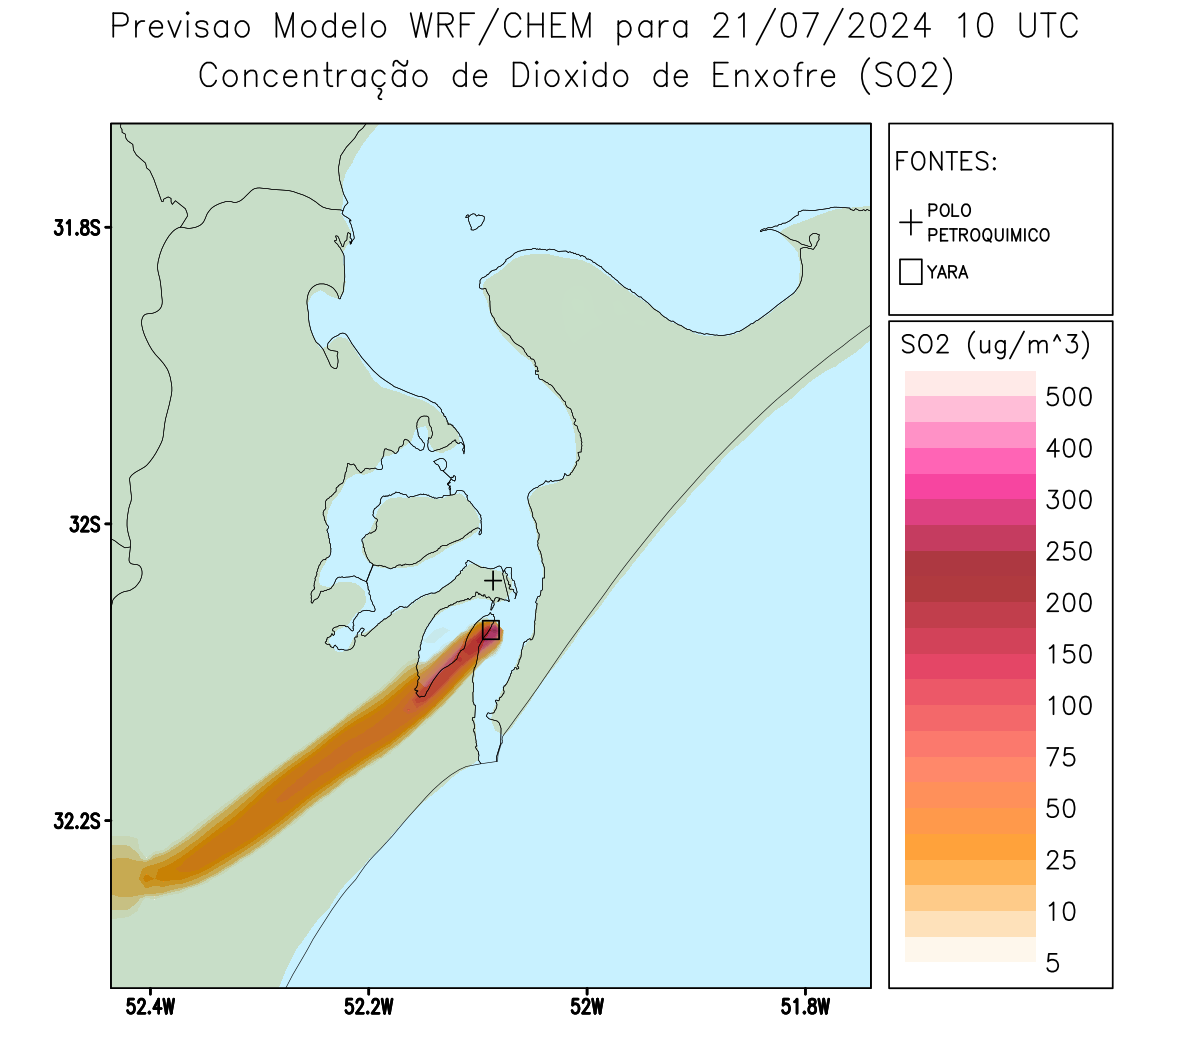 Previsao Modelo WRF/CHEM para 21/07/2024 10 UTC
Concentração de Dioxido de Enxofre (SO2)
FONTES:
POLO
PETROQUIMICO
YARA
SO2 (ug/m^3)
500
400
300
250
200
150
100
75
50
25
10
5
31.8S
32S
32.2S
52.4W
52.2W
52W
51.8W